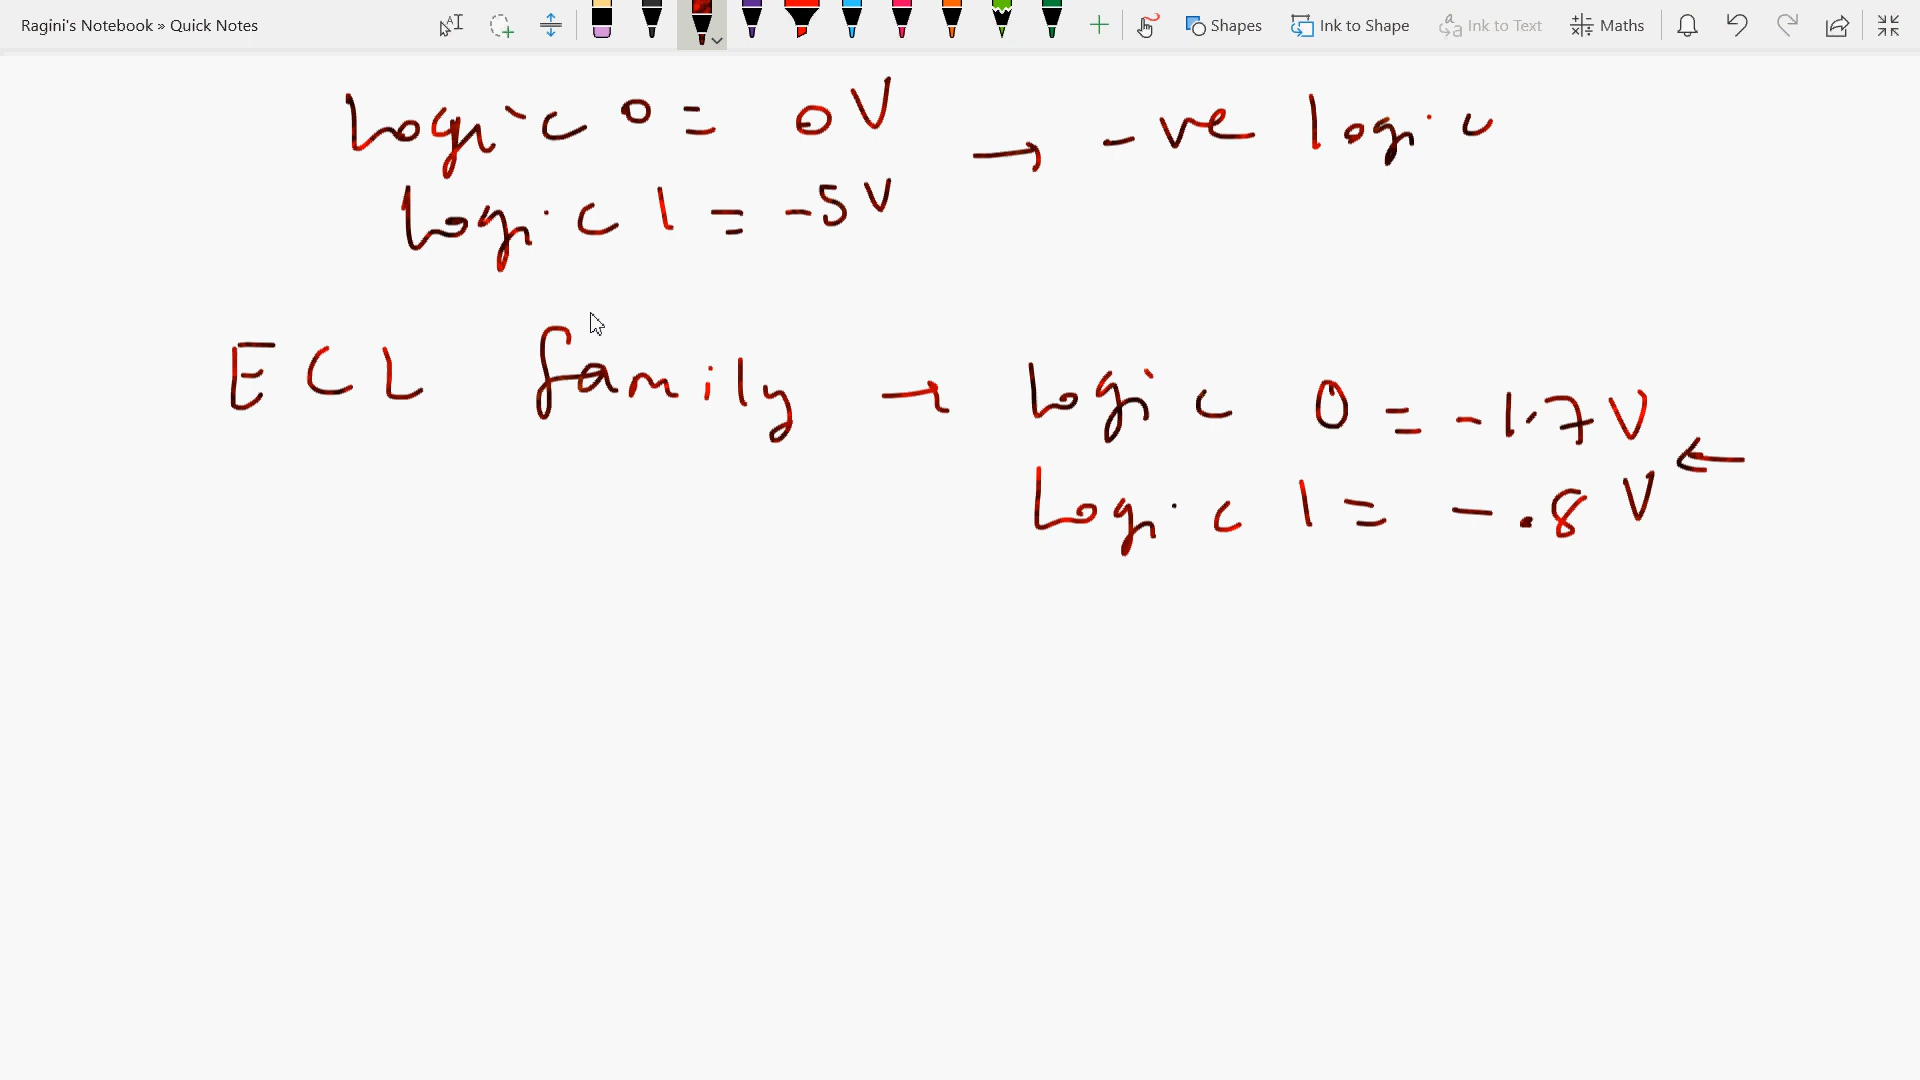 Ragini's Notebook » Quick Notes
Shapes
Ink to Shape
Ink to Text
Maths
Logic 0 = 0V
Logic 1 = -5V
→ -ve logic
ECL family → Logic 0 = -1.7V
Logic 1 = -.8V ←